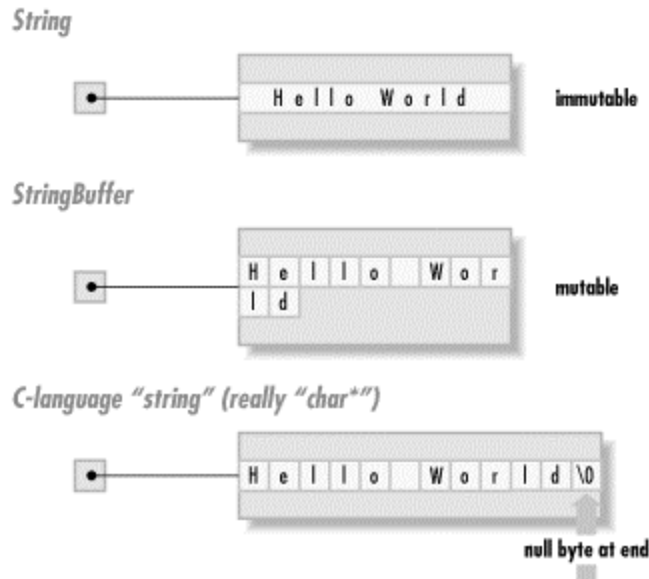 String
Hello World
immutable
StringBuffer
Hello Wor
ld
mutable
C-language “string” (really “char*”)
Hello World\0
null byte at end